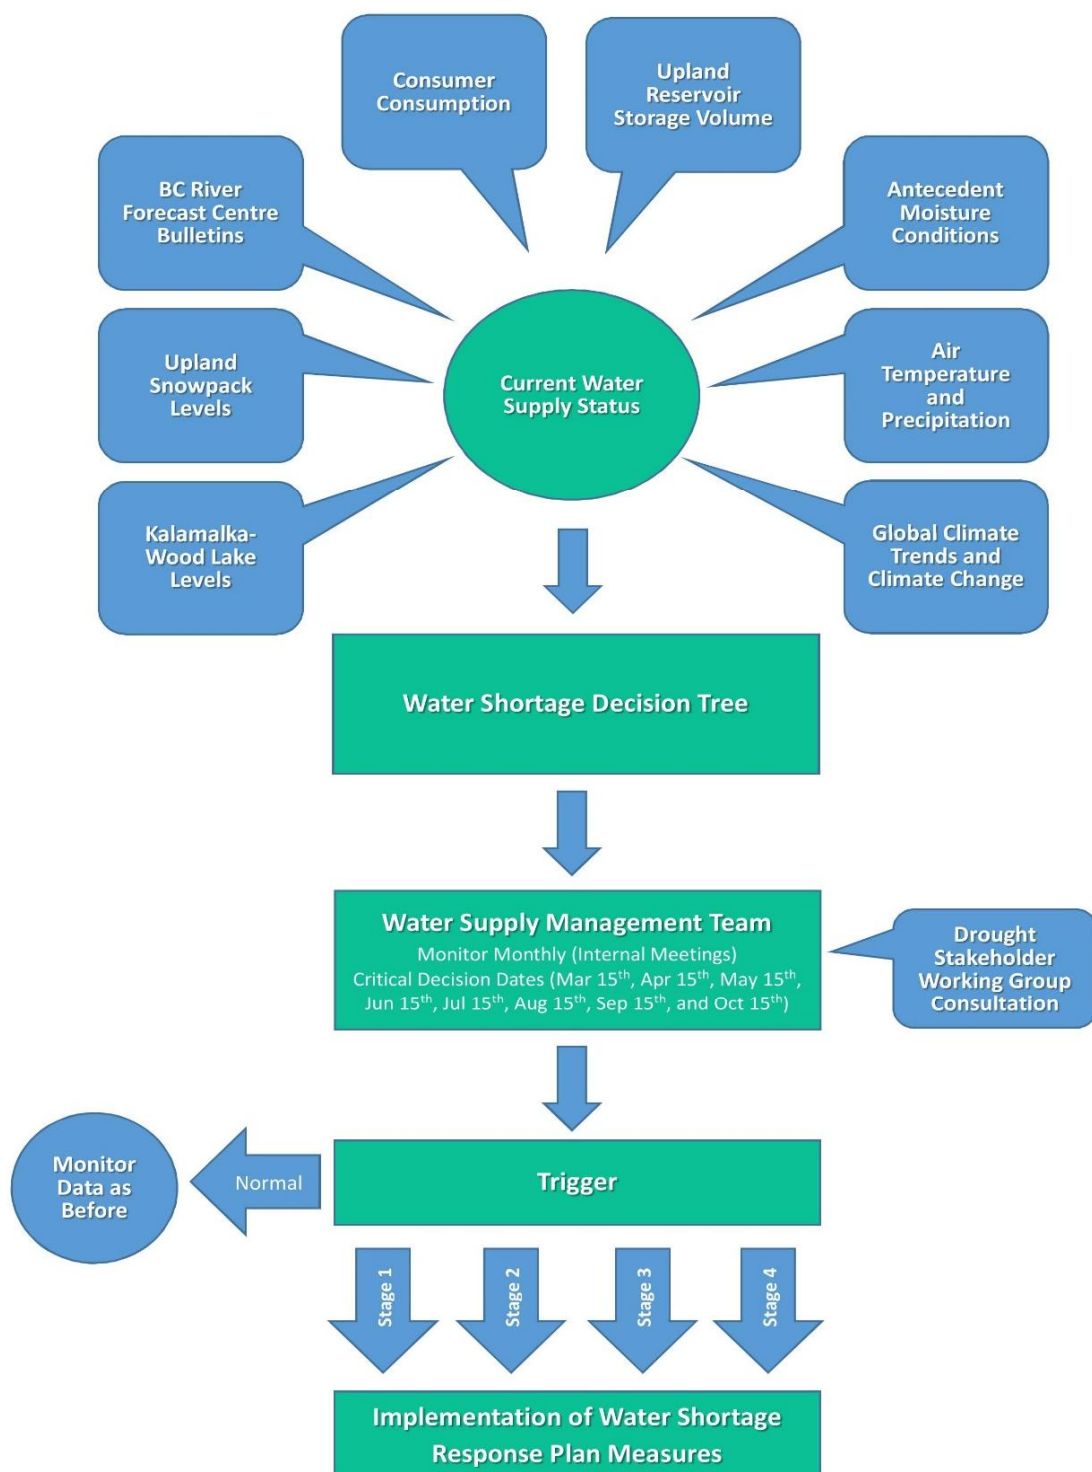 Consumer
Consumption
Upland
Reservoir
Storage Volume
BC River
Forecast Centre
Bulletins
Antecedent
Moisture
Conditions
Upland
Snowpack
Levels
Current Water
Supply Status
Air
Temperature
and
Precipitation
Kalamalka-
Wood Lake
Levels
Global Climate
Trends and
Climate Change
Water Shortage Decision Tree
Water Supply Management Team
Monitor Monthly (Internal Meetings)
Critical Decision Dates (Mar 15th, Apr 15th, May 15th,
Jun 15th, Jul 15th, Aug 15th, Sep 15th, and Oct 15th)
Drought
Stakeholder
Working Group
Consultation
Monitor
Data as
Before
Normal
Trigger
Stage 1
Stage 2
Stage 3
Stage 4
Implementation of Water Shortage
Response Plan Measures